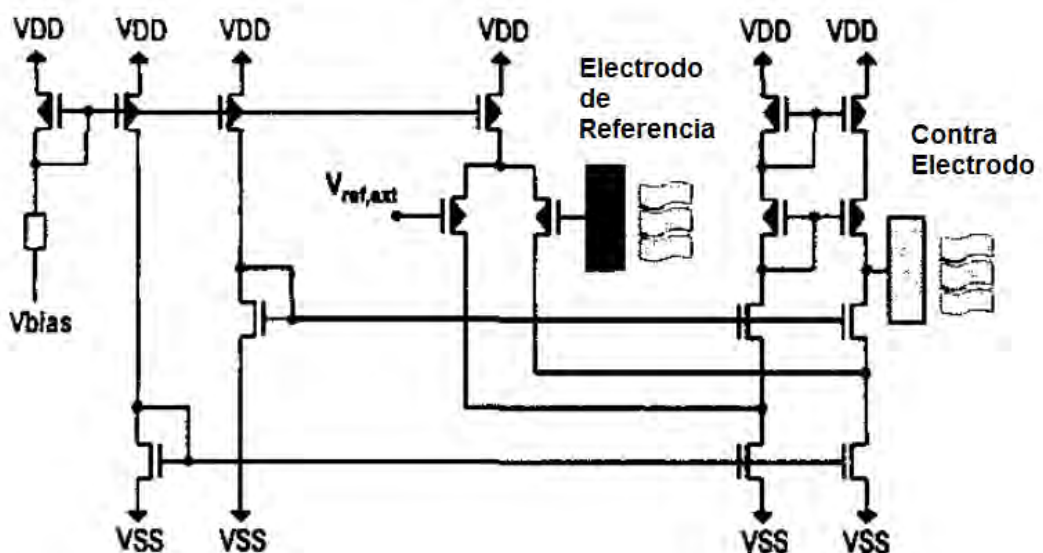 VDD
VDD
VDD
VDD
VDD
VDD
Electrodo
de
Referencia
Contra
Electrodo
Vref,ext
Vbias
VSS
VSS
VSS
VSS